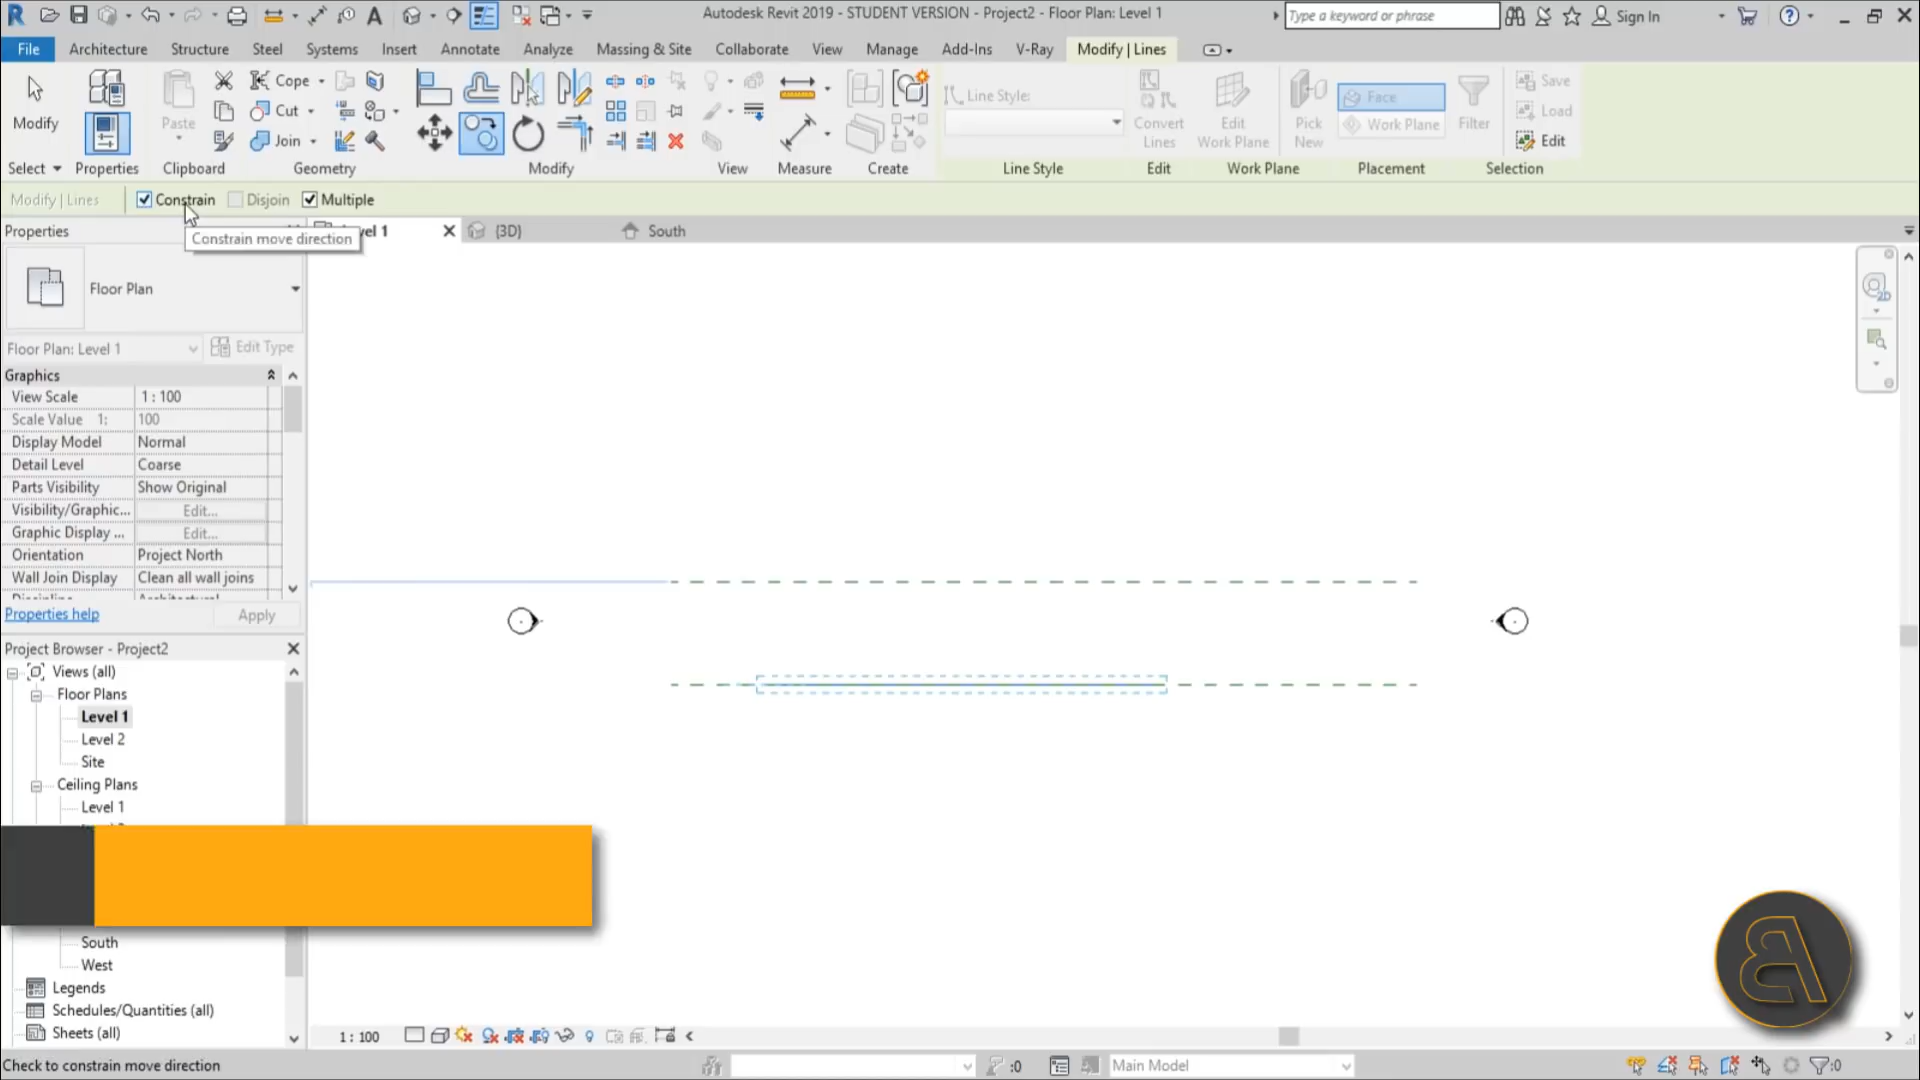 Autodesk Revit 2019 - STUDENT VERSION - Project2 - Floor Plan: Level 1
Type a keyword or phrase
Sign In
File Architecture Structure Steel Systems Insert Annotate Analyze Massing & Site Collaborate View Manage Add-Ins V-Ray Modify | Lines
Cope
Line Style:
Face
Save
Modify
Paste
Cut
Convert Lines
Edit Work Plane
Pick New
Work Plane
Filter
Load
Join
Edit
Select Properties Clipboard Geometry Modify View Measure Create Line Style Edit Work Plane Placement Selection
Modify | Lines Constrain Disjoin Multiple
Properties
Constrain move direction
vel 1
{3D}
South
Floor Plan
Floor Plan: Level 1 Edit Type
Graphics
View Scale 1 : 100
Scale Value 1: 100
Display Model Normal
Detail Level Coarse
Parts Visibility Show Original
Visibility/Graphic... Edit...
Graphic Display ... Edit...
Orientation Project North
Wall Join Display Clean all wall joins
Properties help Apply
Project Browser - Project2
Views (all)
Floor Plans
Level 1
Level 2
Site
Ceiling Plans
Level 1
South
West
Legends
Schedules/Quantities (all)
Sheets (all)
1 : 100
2D
Check to constrain move direction
:0
Main Model
:0